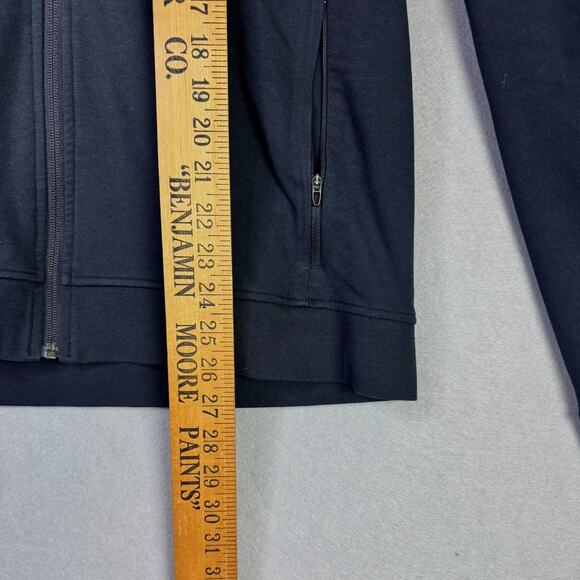 R CO.
"BENJAMIN MOORE PAINTS"
17 18 19 20 21 22 23 24 25 26 27 28 29 30 31